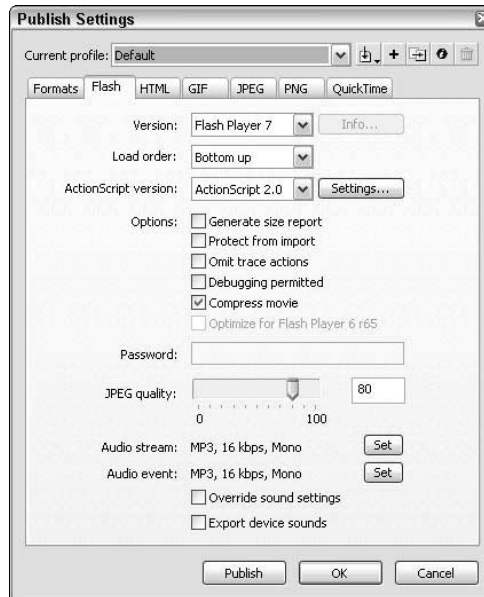 Publish Settings
Current profile: Default
Formats Flash HTML GIF JPEG PNG QuickTime
Version: Flash Player 7 Info...
Load order: Bottom up
ActionScript version: ActionScript 2.0 Settings...
Options: Generate size report
Protect from import
Omit trace actions
Debugging permitted
Compress movie
Optimize for Flash Player 6 r65
Password:
JPEG quality: 80
0 100
Audio stream: MP3, 16 kbps, Mono Set
Audio event: MP3, 16 kbps, Mono Set
Override sound settings
Export device sounds
Publish OK Cancel